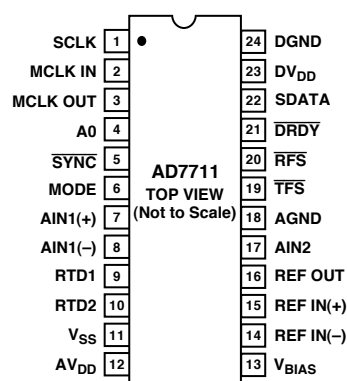 SCLK 1 24 DGND
MCLK IN 2 23 DVDD
MCLK OUT 3 22 SDATA
A0 4 21 DRDY
SYNC 5 20 RFS
MODE 6 AD7711 19 TFS
TOP VIEW
AIN1(+) 7 (Not to Scale) 18 AGND
AIN1(–) 8 17 AIN2
RTD1 9 16 REF OUT
RTD2 10 15 REF IN(+)
VSS 11 14 REF IN(–)
AVDD 12 13 VBIAS